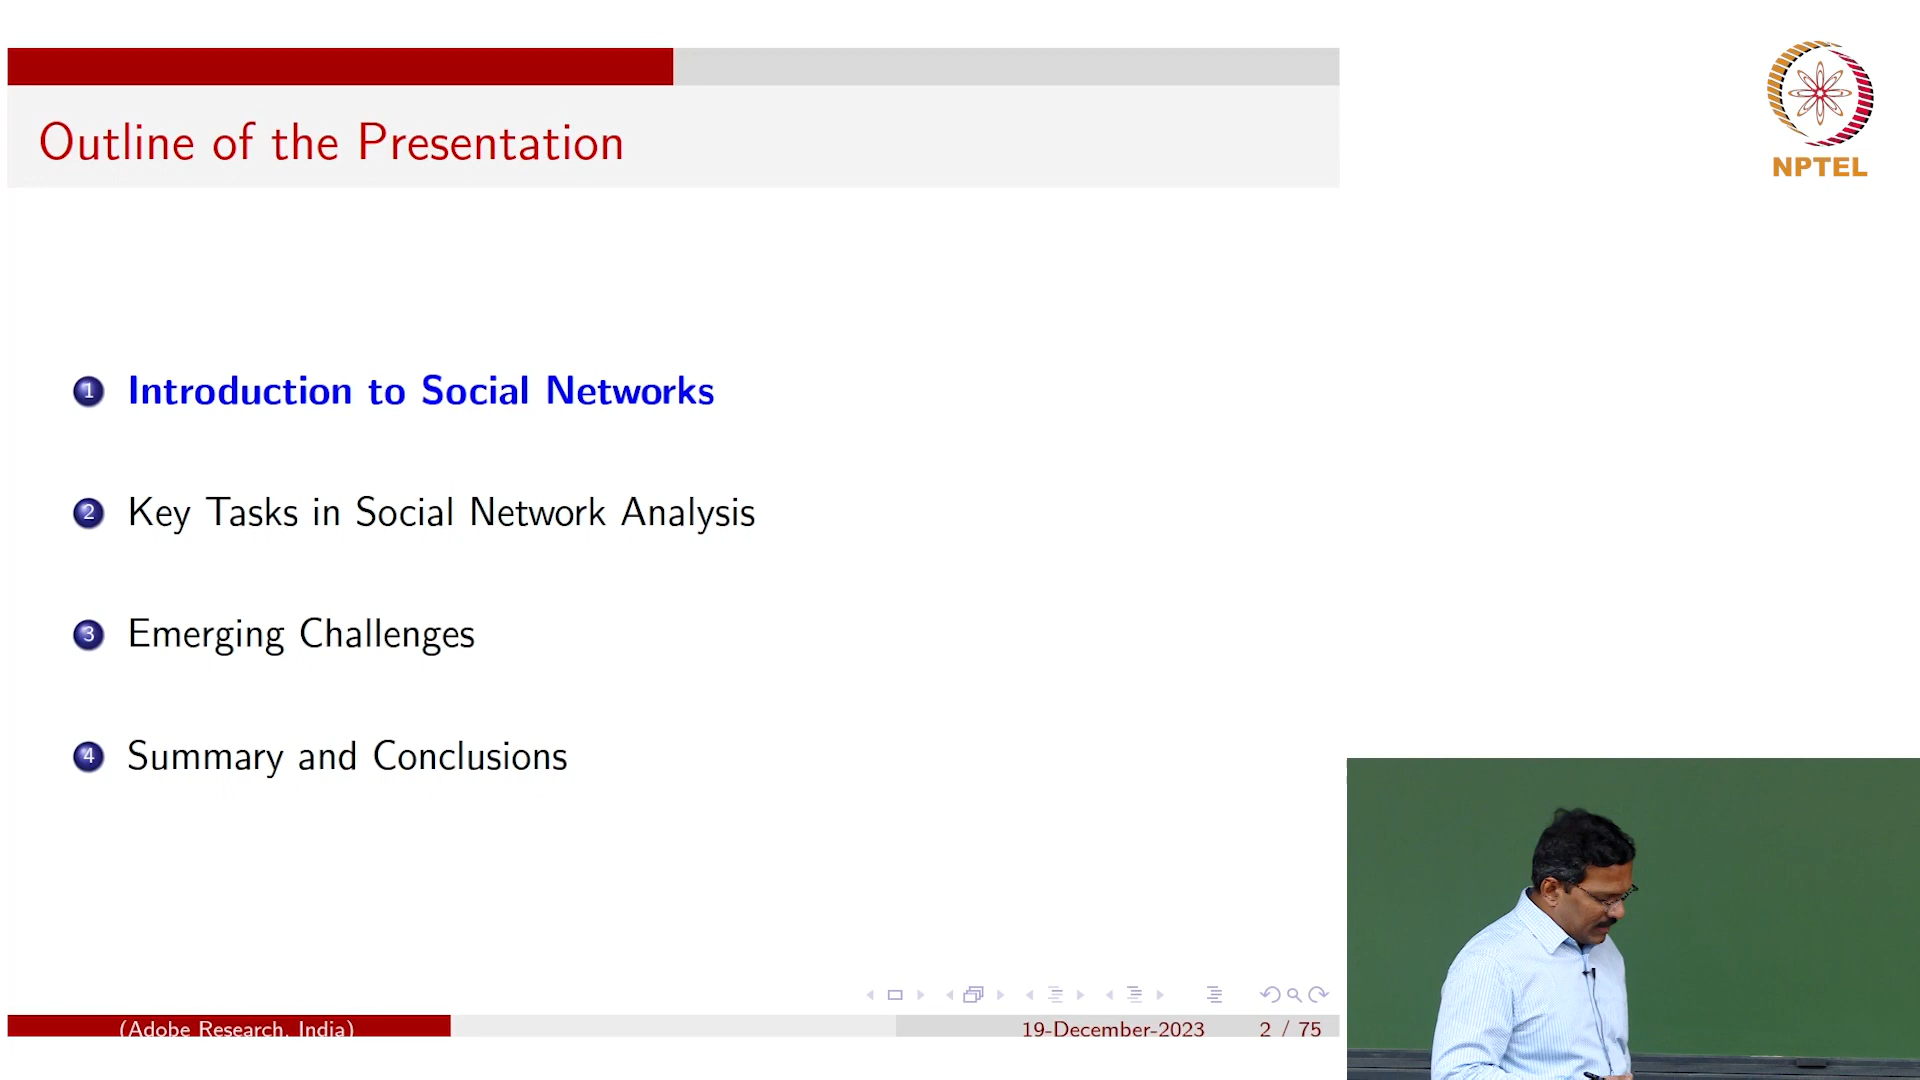 Outline of the Presentation
NPTEL
1 Introduction to Social Networks
2 Key Tasks in Social Network Analysis
3 Emerging Challenges
4 Summary and Conclusions
(Adobe Research, India) 19-December-2023 2 / 75